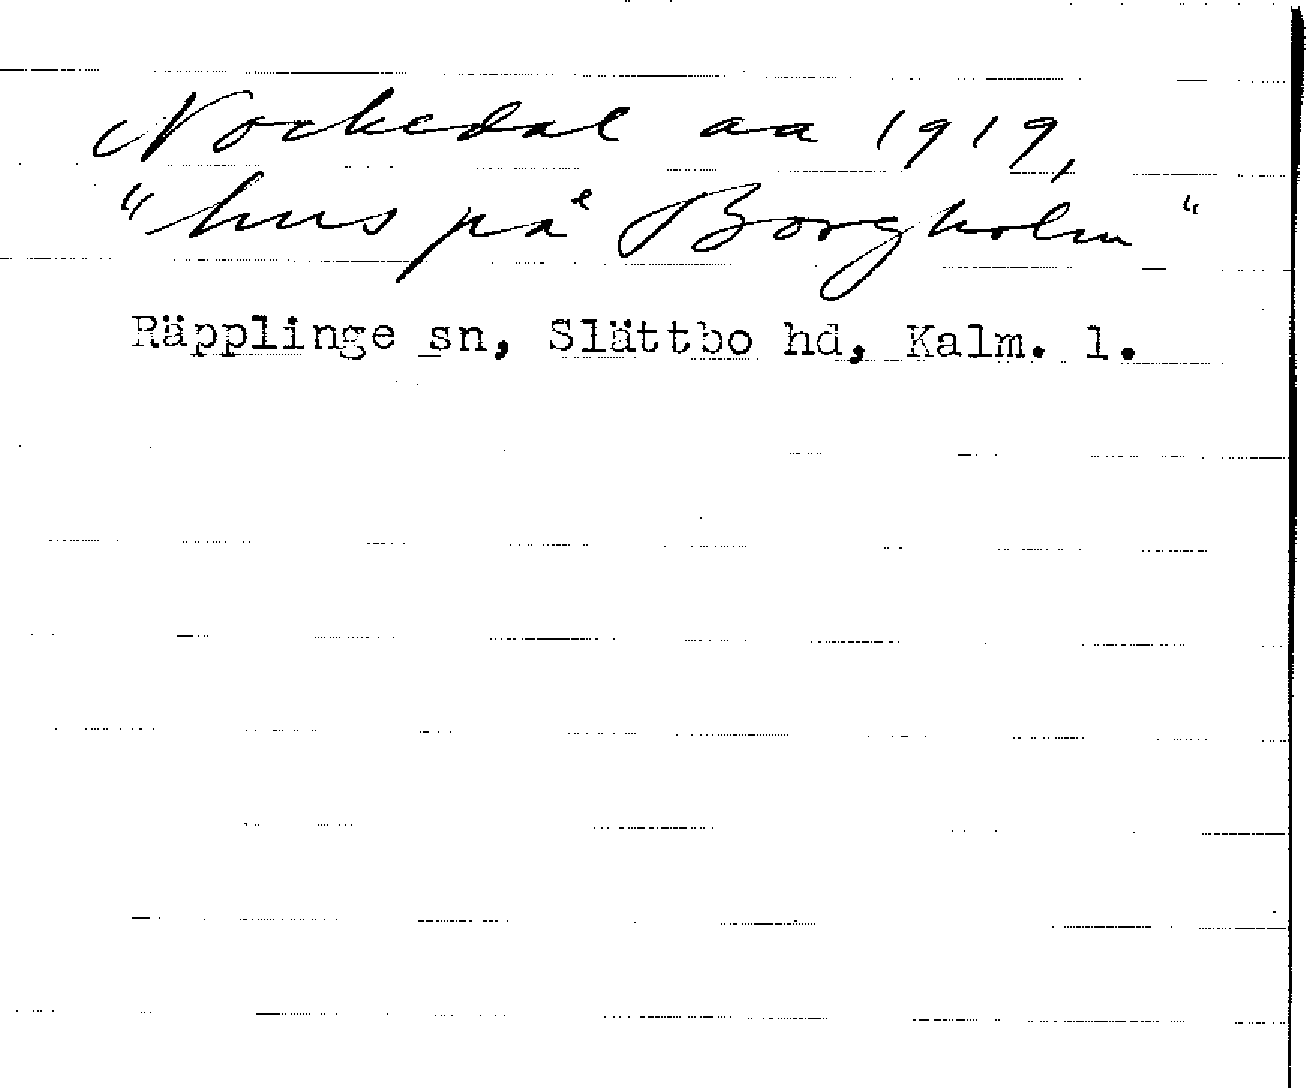 Nockedal aa 1919,
"hus på Borgholm"
Räpplinge sn, Slättbo hd, Kalm. l.